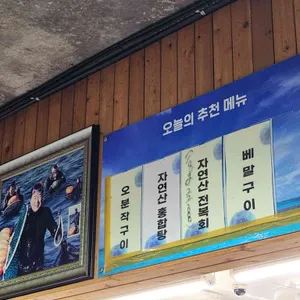 오늘의 추천 메뉴
오분작구이
자연산 홍합탕
자연산 전복회
베말구이